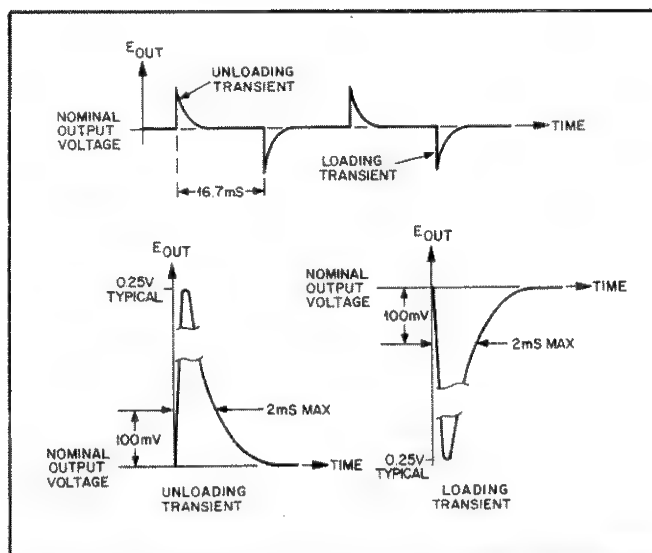 EOUT
UNLOADING
TRANSIENT
NOMINAL
OUTPUT
VOLTAGE
TIME
LOADING
TRANSIENT
16.7mS
EOUT
0.25V
TYPICAL
2mS MAX
100mV
NOMINAL
OUTPUT
VOLTAGE
TIME
UNLOADING
TRANSIENT
EOUT
NOMINAL
OUTPUT
VOLTAGE
TIME
100mV
2mS MAX
0.25V
TYPICAL
LOADING
TRANSIENT